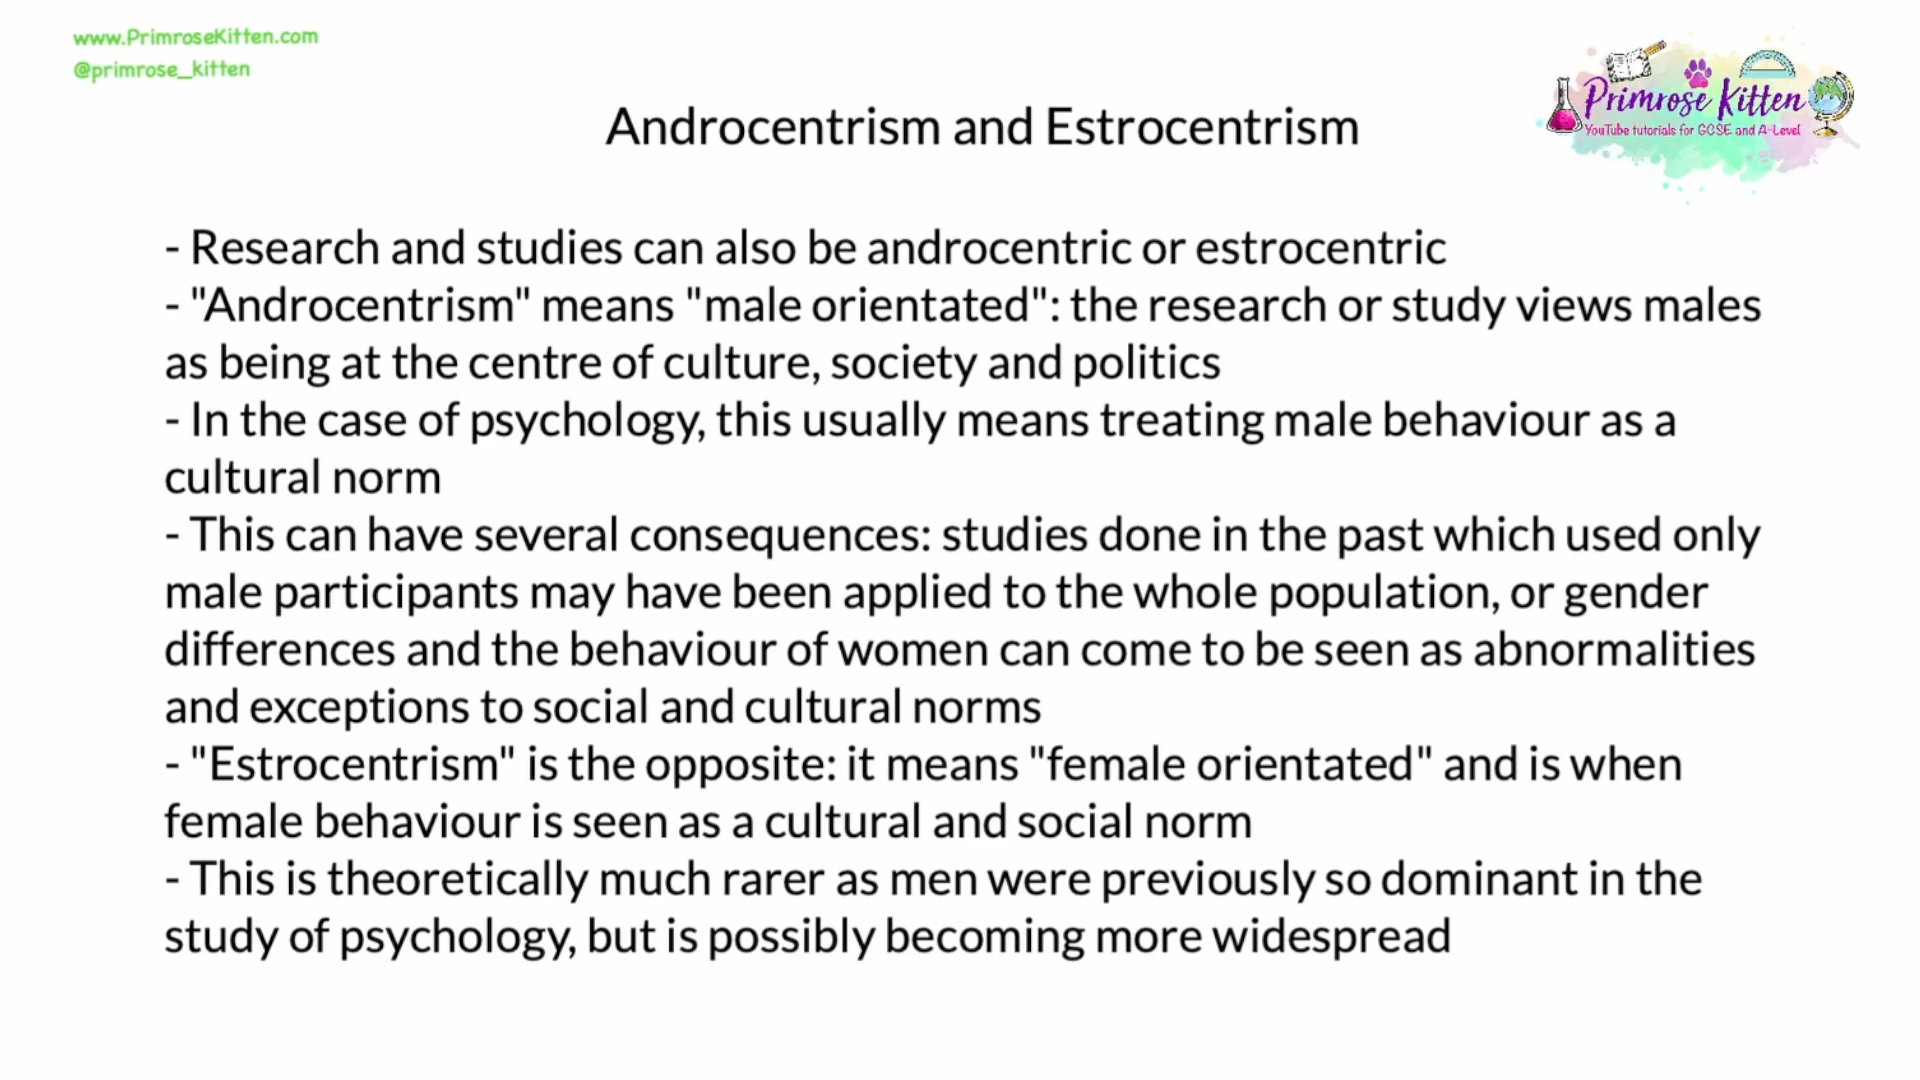 www.PrimroseKitten.com
@primrose_kitten
Primrose Kitten
YouTube tutorials for GCSE and A-Level
Androcentrism and Estrocentrism
- Research and studies can also be androcentric or estrocentric
- "Androcentrism" means "male orientated": the research or study views males
as being at the centre of culture, society and politics
- In the case of psychology, this usually means treating male behaviour as a
cultural norm
- This can have several consequences: studies done in the past which used only
male participants may have been applied to the whole population, or gender
differences and the behaviour of women can come to be seen as abnormalities
and exceptions to social and cultural norms
- "Estrocentrism" is the opposite: it means "female orientated" and is when
female behaviour is seen as a cultural and social norm
- This is theoretically much rarer as men were previously so dominant in the
study of psychology, but is possibly becoming more widespread